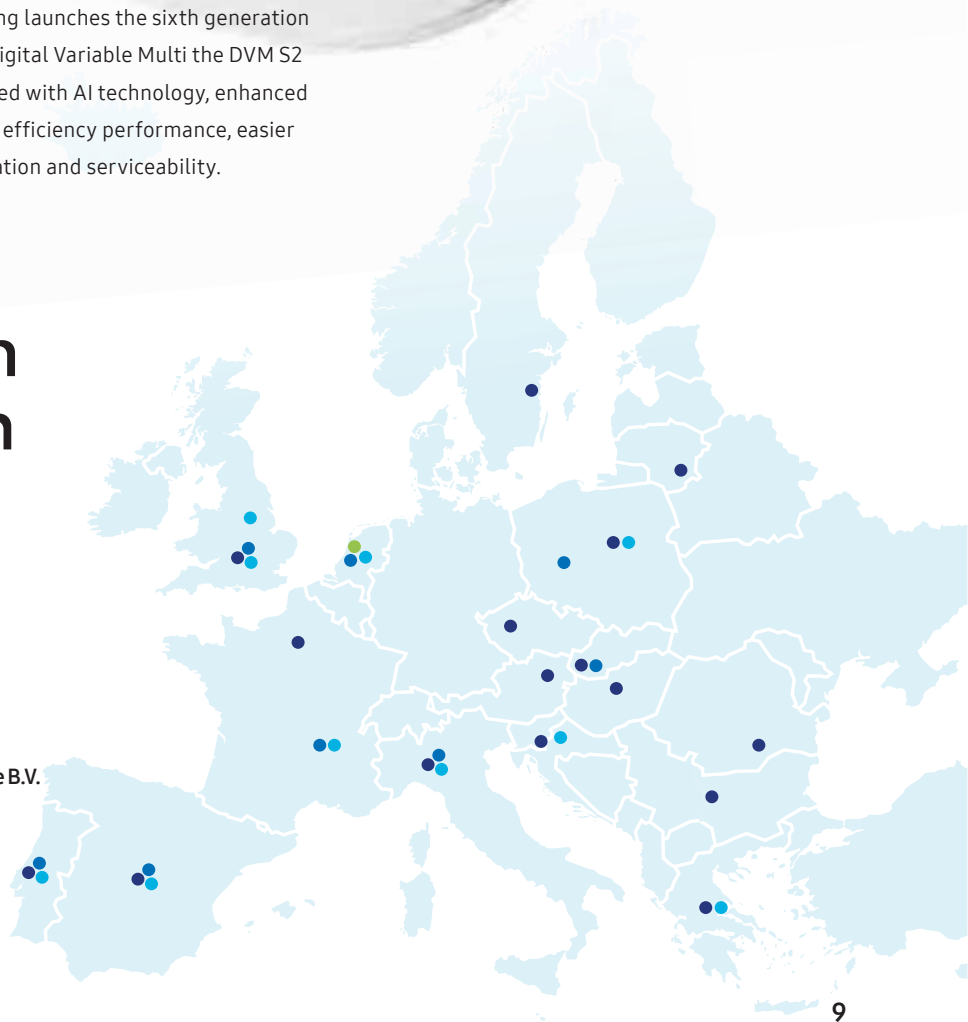 ng launches the sixth generation
igital Variable Multi the DVM S2
ed with AI technology, enhanced
efficiency performance, easier
ation and serviceability.
n
n
e B.V.
9